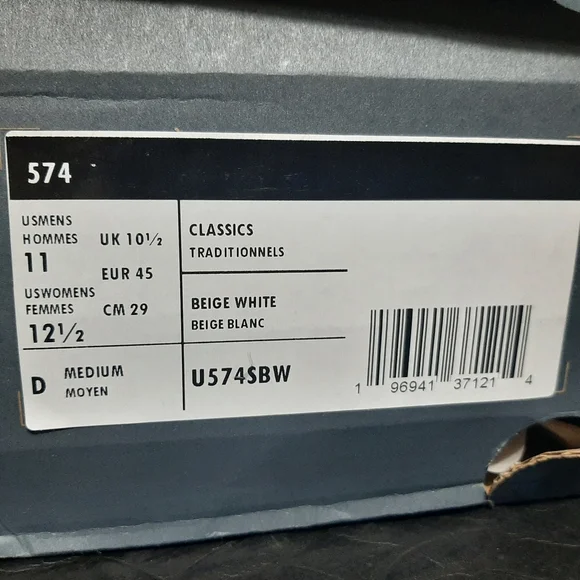 574
USMENS
HOMMES
11
UK 10½
EUR 45
CM 29
USWOMENS
FEMMES
12½
D
MEDIUM
MOYEN
CLASSICS
TRADITIONNELS
BEIGE WHITE
BEIGE BLANC
U574SBW
1 96941 37121 4